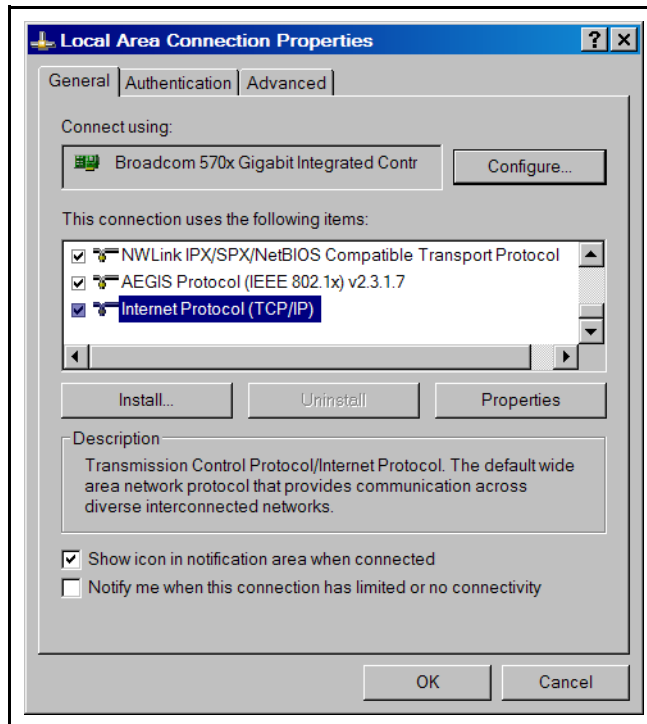 Local Area Connection Properties
General Authentication Advanced
Connect using:
Broadcom 570x Gigabit Integrated Contr
Configure...
This connection uses the following items:
NWLink IPX/SPX/NetBIOS Compatible Transport Protocol
AEGIS Protocol (IEEE 802.1x) v2.3.1.7
Internet Protocol (TCP/IP)
Install... Uninstall Properties
Description
Transmission Control Protocol/Internet Protocol. The default wide
area network protocol that provides communication across
diverse interconnected networks.
Show icon in notification area when connected
Notify me when this connection has limited or no connectivity
OK Cancel